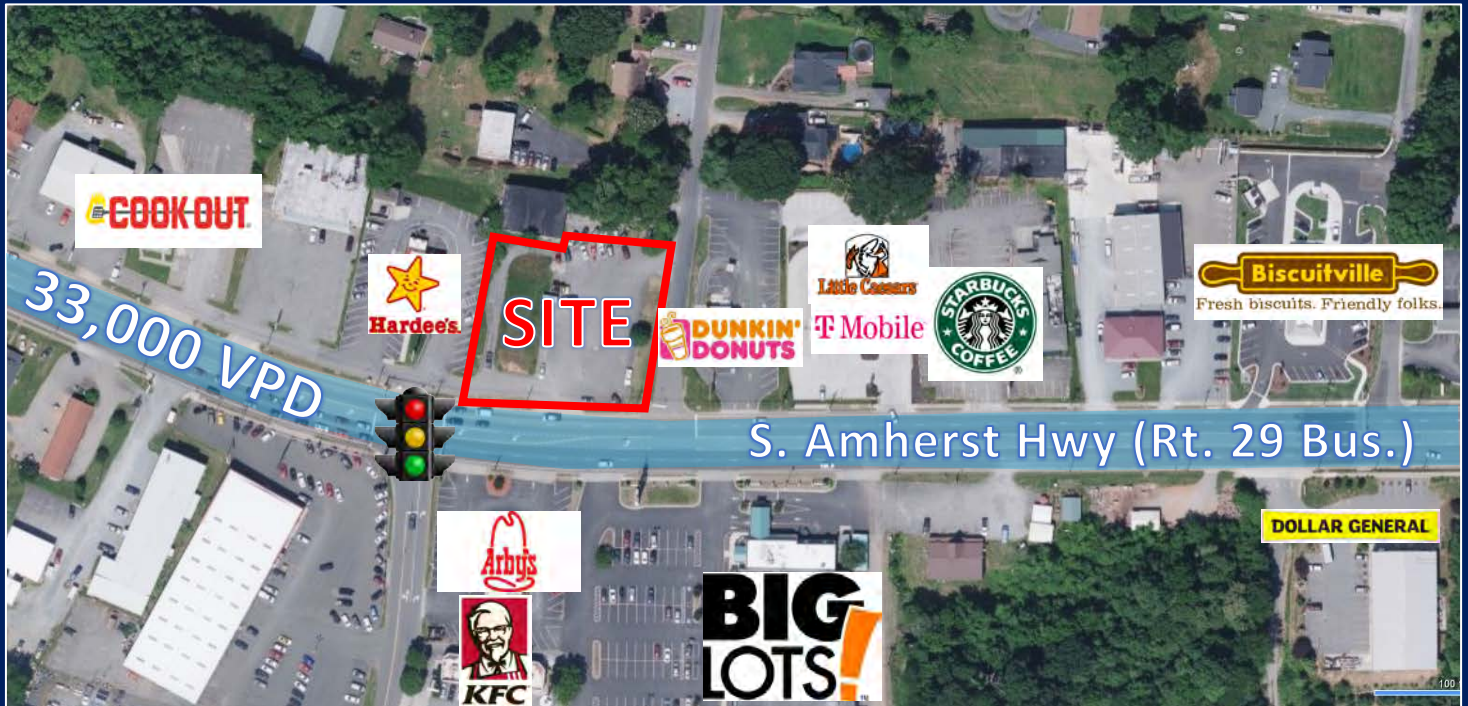 COOK OUT
33,000 VPD
Hardee's
SITE
DUNKIN'
DONUTS
Little Caesars
T Mobile
STARBUCKS
COFFEE
Biscuitville
Fresh biscuits. Friendly folks.
S. Amherst Hwy (Rt. 29 Bus.)
Arby's
KFC
BIG
LOTS!
DOLLAR GENERAL
100